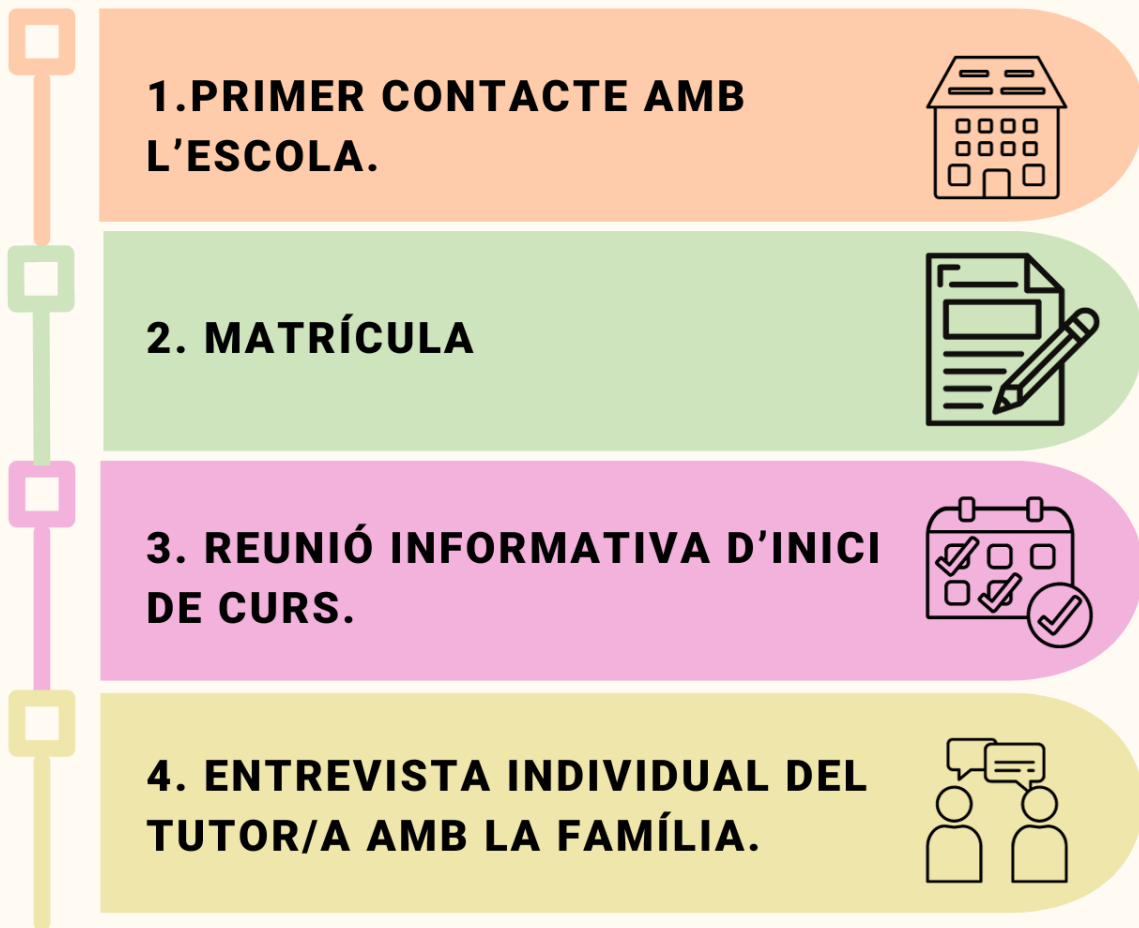 1.PRIMER CONTACTE AMB
L’ESCOLA.
2. MATRÍCULA
3. REUNIÓ INFORMATIVA D’INICI
DE CURS.
4. ENTREVISTA INDIVIDUAL DEL
TUTOR/A AMB LA FAMÍLIA.